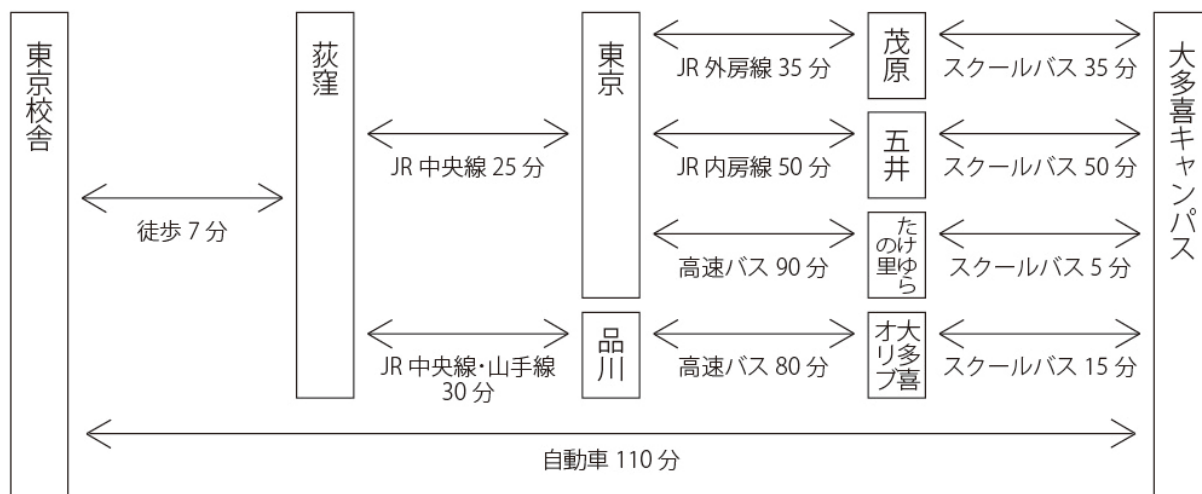 東京校舎
徒歩 7 分
荻窪
JR 中央線 25 分
JR 中央線・山手線
30 分
東京
品川
JR 外房線 35 分
JR 内房線 50 分
高速バス 90 分
高速バス 80 分
茂原
五井
たけゆら
の里
大多喜
オリブ
スクールバス 35 分
スクールバス 50 分
スクールバス 5 分
スクールバス 15 分
大多喜キャンパス
自動車 110 分